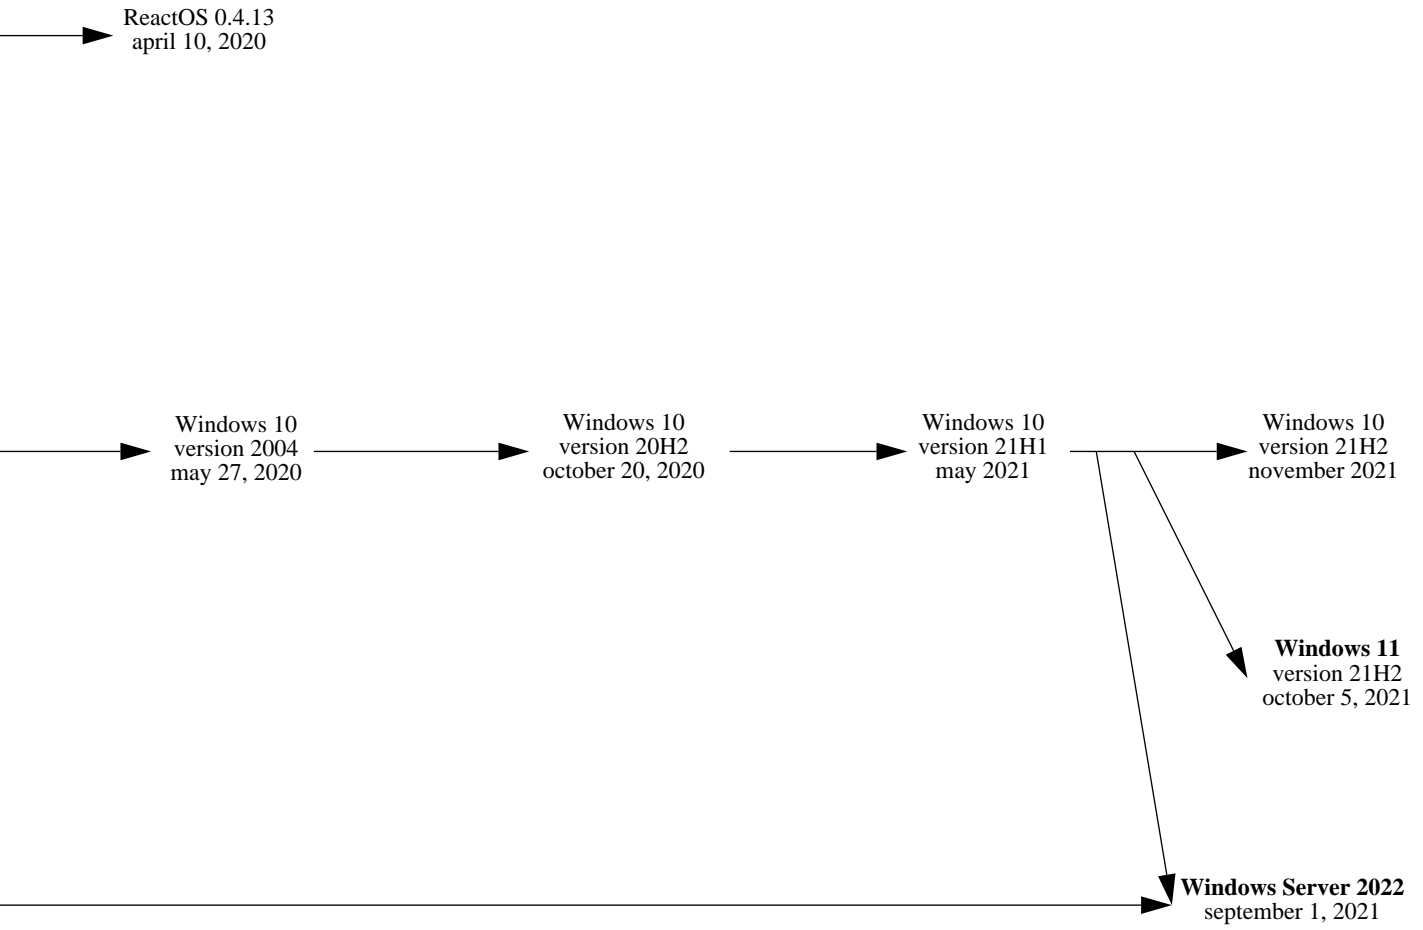 ReactOS 0.4.13
april 10, 2020
Windows 10
version 2004
may 27, 2020
Windows 10
version 20H2
october 20, 2020
Windows 10
version 21H1
may 2021
Windows 10
version 21H2
november 2021
Windows 11
version 21H2
october 5, 2021
Windows Server 2022
september 1, 2021